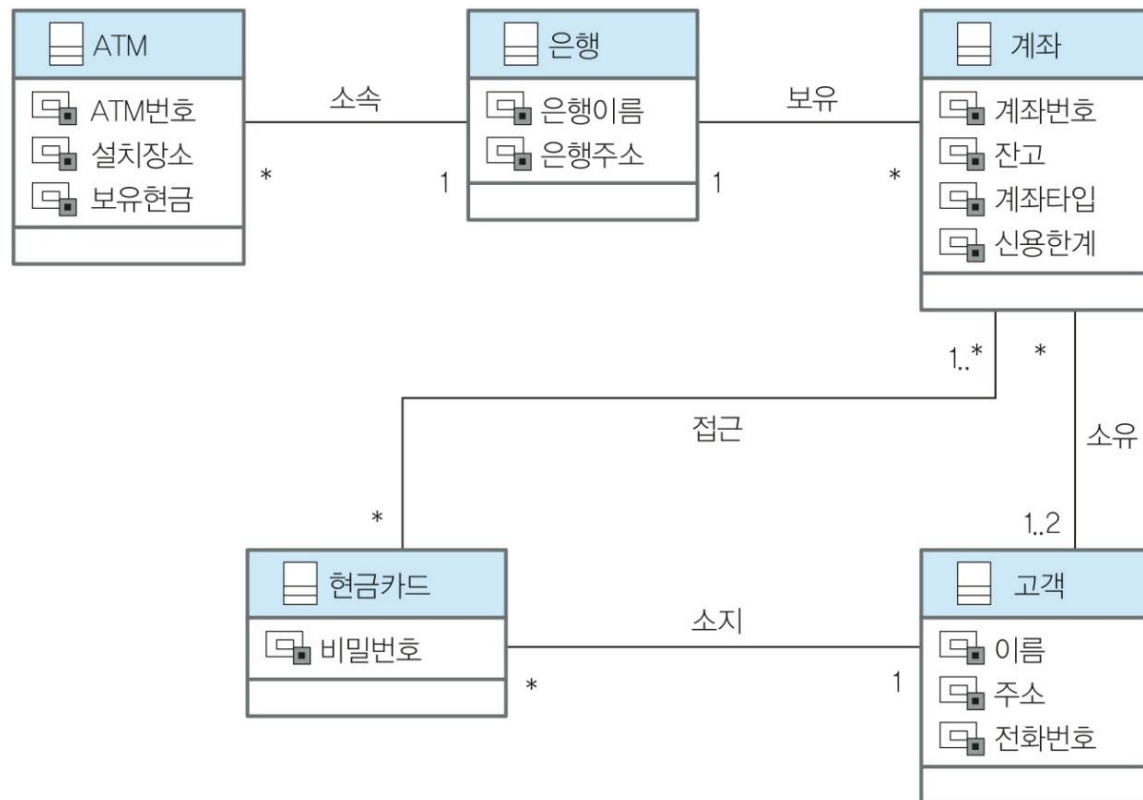 ATM
ATM번호
설치장소
보유현금
소속
*
1
은행
은행이름
은행주소
보유
1
*
계좌
계좌번호
잔고
계좌타입
신용한계
1..*
*
접근
소유
*
1..2
현금카드
비밀번호
소지
*
1
고객
이름
주소
전화번호